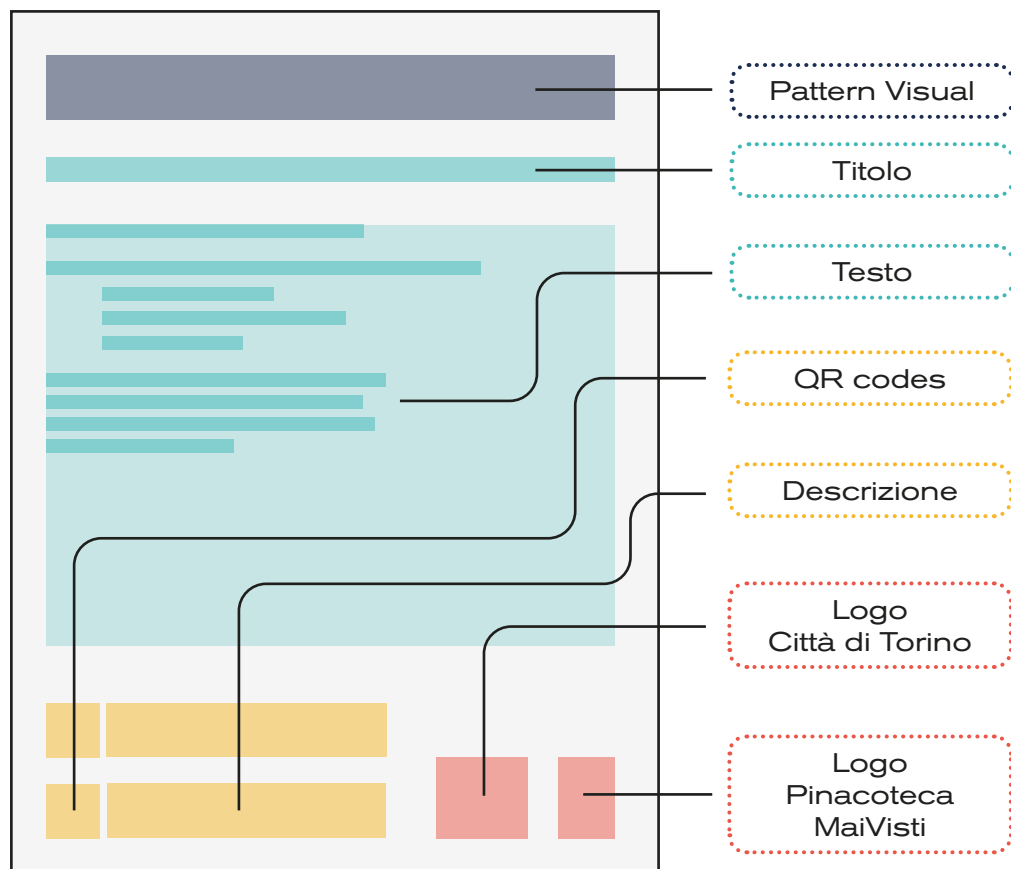 Pattern Visual
Titolo
Testo
QR codes
Descrizione
Logo
Città di Torino
Logo
Pinacoteca
MaiVisti